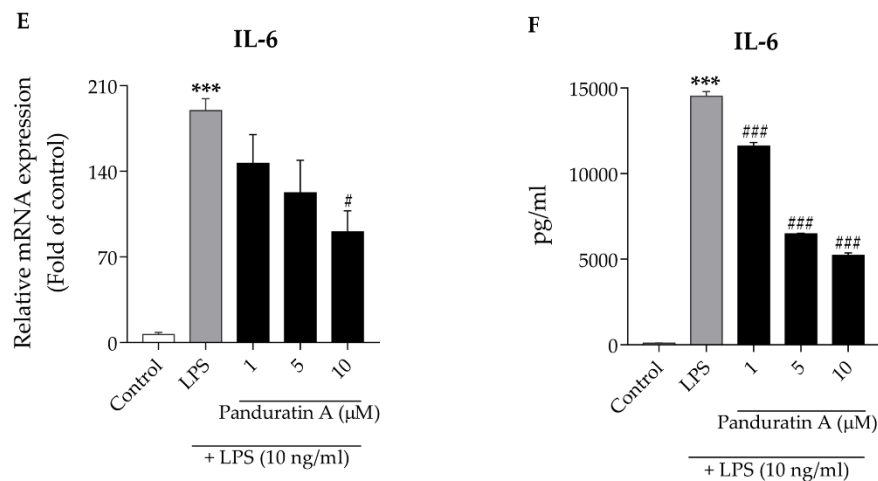 E
IL-6
Relative mRNA expression
(Fold of control)
210
140
70
0
***
#
Control
LPS
1
5
10
Panduratin A (μM)
+ LPS (10 ng/ml)
F
IL-6
pg/ml
15000
10000
5000
0
***
###
###
###
Control
LPS
1
5
10
Panduratin A (μM)
+ LPS (10 ng/ml)